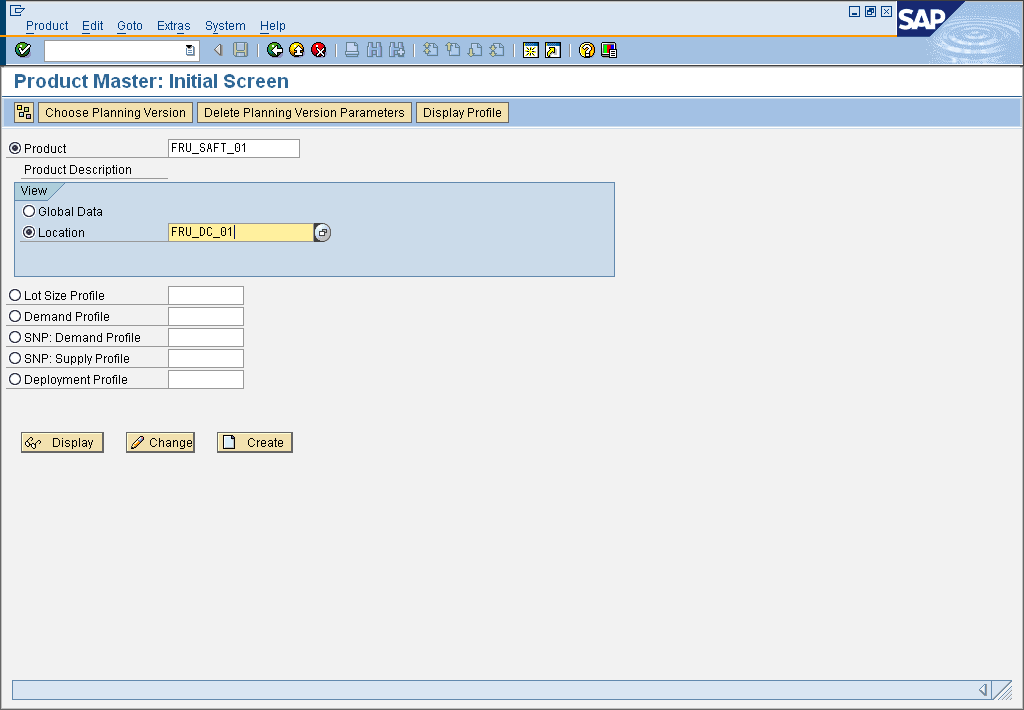 Product Edit Goto Extras System Help
SAP
Product Master: Initial Screen
Choose Planning Version Delete Planning Version Parameters Display Profile
Product FRU_SAFT_01
Product Description
View
Global Data
Location FRU_DC_01
Lot Size Profile
Demand Profile
SNP: Demand Profile
SNP: Supply Profile
Deployment Profile
Display Change Create